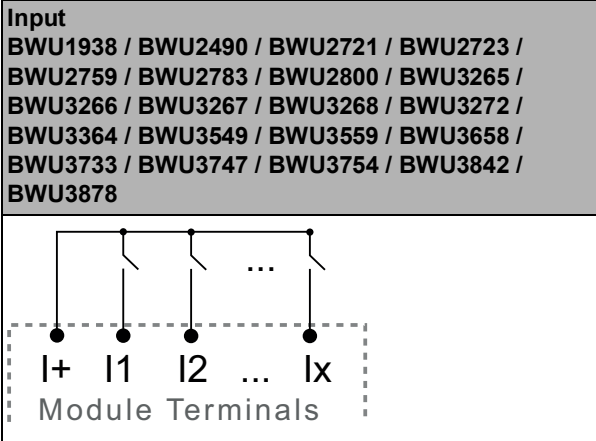 Input
BWU1938 / BWU2490 / BWU2721 / BWU2723 /
BWU2759 / BWU2783 / BWU2800 / BWU3265 /
BWU3266 / BWU3267 / BWU3268 / BWU3272 /
BWU3364 / BWU3549 / BWU3559 / BWU3658 /
BWU3733 / BWU3747 / BWU3754 / BWU3842 /
BWU3878
...
I+ I1 I2 ... Ix
Module Terminals